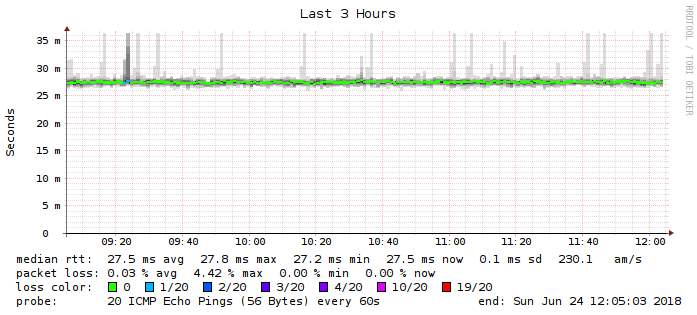 Last 3 Hours
RRDTOOL / TOBI OETIKER
Seconds
35 m
30 m
25 m
20 m
15 m
10 m
5 m
0
09:20 09:40 10:00 10:20 10:40 11:00 11:20 11:40 12:00
median rtt: 27.5 ms avg 27.8 ms max 27.2 ms min 27.5 ms now 0.1 ms sd 230.1 am/s
packet loss: 0.03 % avg 4.42 % max 0.00 % min 0.00 % now
loss color: 0 1/20 2/20 3/20 4/20 10/20 19/20
probe: 20 ICMP Echo Pings (56 Bytes) every 60s end: Sun Jun 24 12:05:03 2018